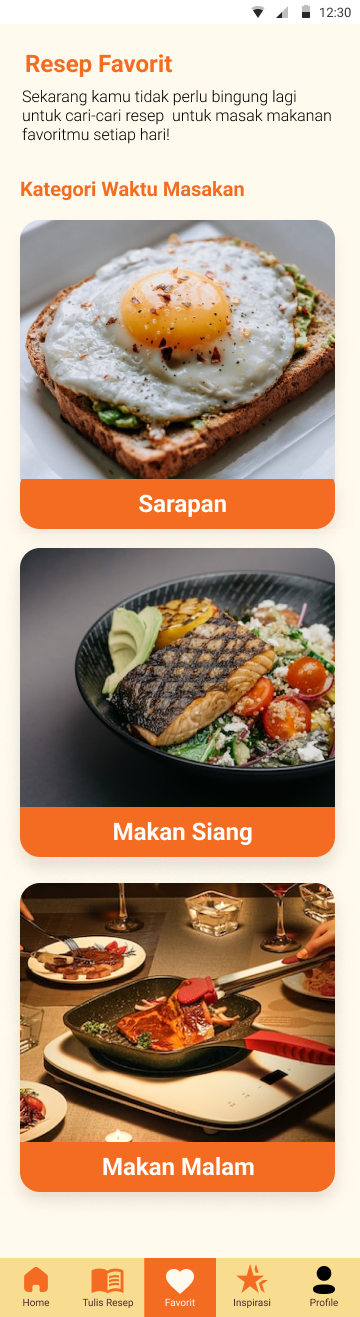 12:30
Resep Favorit
Sekarang kamu tidak perlu bingung lagi
untuk cari-cari resep  untuk masak makanan
favoritmu setiap hari!
Kategori Waktu Masakan
Sarapan
Makan Siang
Makan Malam
Home
Tulis Resep
Favorit
Inspirasi
Profile